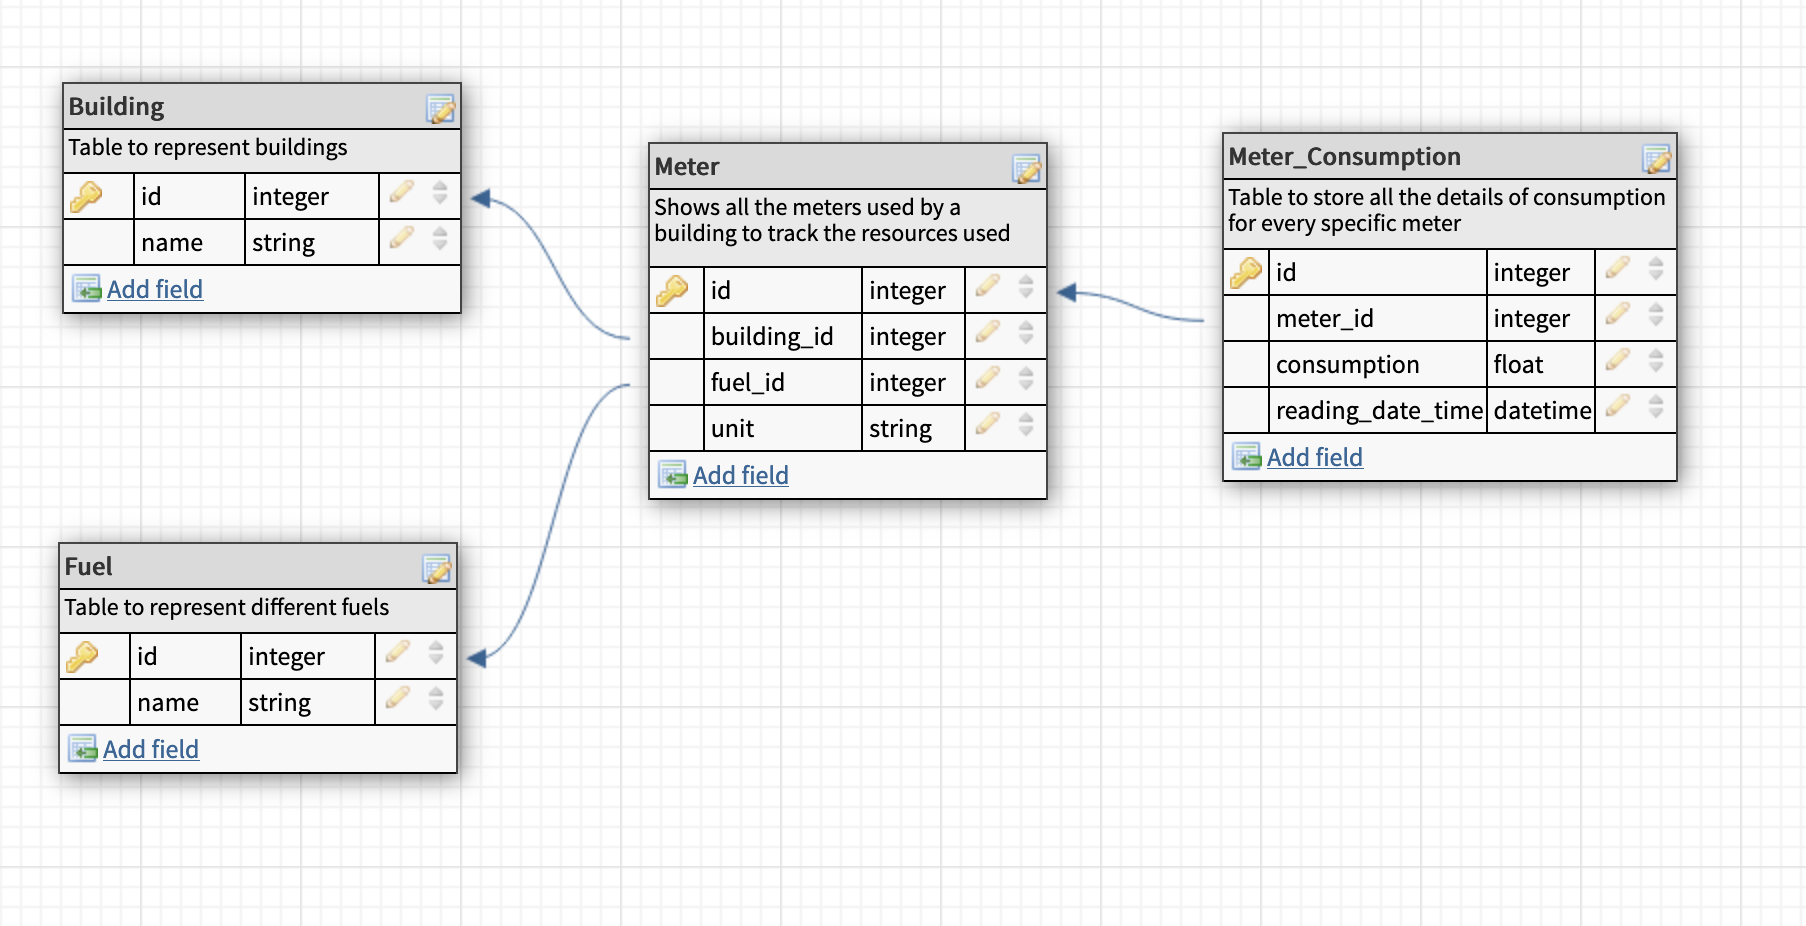 Building
Table to represent buildings
id integer
name string
Add field
Meter
Shows all the meters used by a
building to track the resources used
id integer
building_id integer
fuel_id integer
unit string
Add field
Meter_Consumption
Table to store all the details of consumption
for every specific meter
id integer
meter_id integer
consumption float
reading_date_time datetime
Add field
Fuel
Table to represent different fuels
id integer
name string
Add field